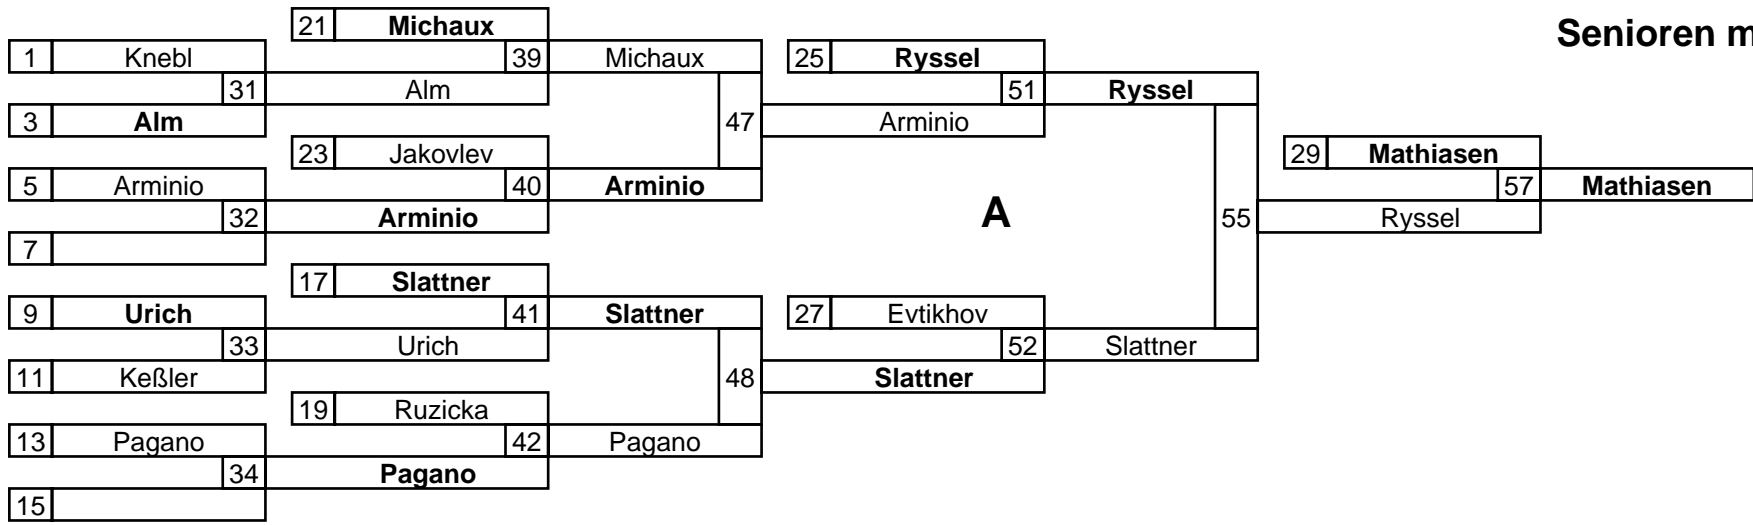 21 Michaux
Senioren m
1 Knebl 39 Michaux 25 Ryssel
31 Alm 51 Ryssel
3 Alm 47 Arminio
23 Jakovlev 29 Mathiasen
5 Arminio 40 Arminio 57 Mathiasen
32 Arminio A 55 Ryssel
7
17 Slattner
9 Urich 41 Slattner 27 Evtikhov
33 Urich 52 Slattner
11 Keßler 48 Slattner
19 Ruzicka
13 Pagano 42 Pagano
34 Pagano
15